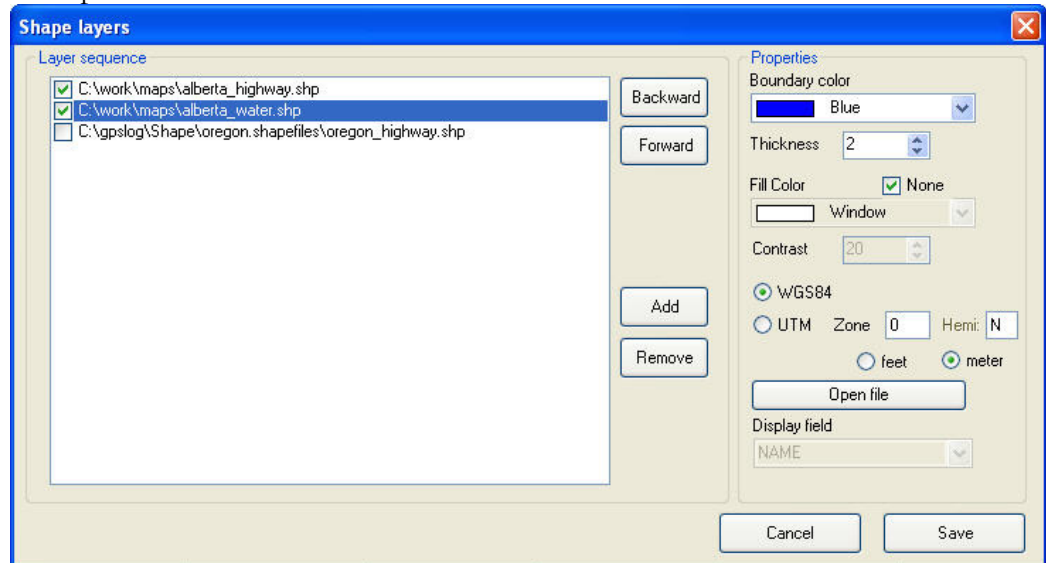 Shape layers
Layer sequence
C:\work\maps\alberta_highway.shp
C:\work\maps\alberta_water.shp
C:\gpslog\Shape\oregon.shapefiles\oregon_highway.shp
Backward
Forward
Add
Remove
Properties
Boundary color
Blue
Thickness 2
Fill Color None
Window
Contrast 20
WGS84
UTM Zone 0 Hemi: N
feet meter
Open file
Display field
NAME
Cancel Save